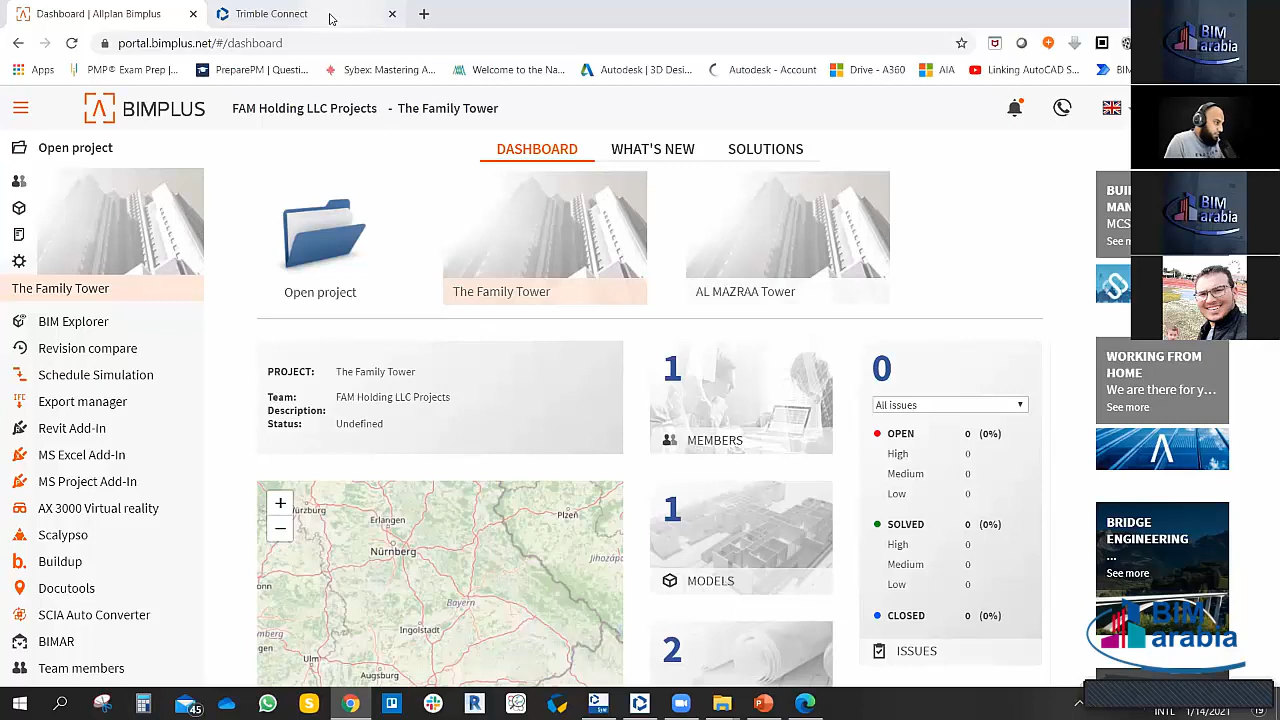 Dashboard | Allplan Bimplus
Trimble Connect
portal.bimplus.net/#/dashboard
Apps
PMP® Exam Prep |...
PreparePM | Questi...
Sybex: Mast
Welcome - Na...
Autodesk | 3D Desi...
Autodesk - Account
Drive - A360
AIA
Linking AutoCAD S...
BIM
BIMPLUS
FAM Holding LLC Projects - The Family Tower
Open project
DASHBOARD
WHAT'S NEW
SOLUTIONS
The Family Tower
BIM Explorer
Revision compare
Schedule Simulation
Export manager
Revit Add-In
MS Excel Add-In
MS Project Add-In
AX 3000 Virtual reality
Scalypso
Buildup
Docutools
SCIA Auto Converter
BIMAR
Team members
Open project
The Family Tower
AL MAZRAA Tower
PROJECT: The Family Tower
Team: FAM Holding LLC Projects
Description:
Status: Undefined
+
−
Erlangen
Plzeň
Nürnberg
Bayern
Ulm
Augsburg
1
MEMBERS
1
MODELS
2
0
All issues
OPEN 0 (0%)
High 0
Medium 0
Low 0
SOLVED 0 (0%)
High 0
Medium 0
Low 0
CLOSED 0 (0%)
ISSUES
BUI
MAN
MCS
See m
WORKING FROM
HOME
We are there for y...
See more
BRIDGE
ENGINEERING
...
See more
BIM
arabia
BIM
arabia
BIM
arabia
45
INTL
1/14/2021
19